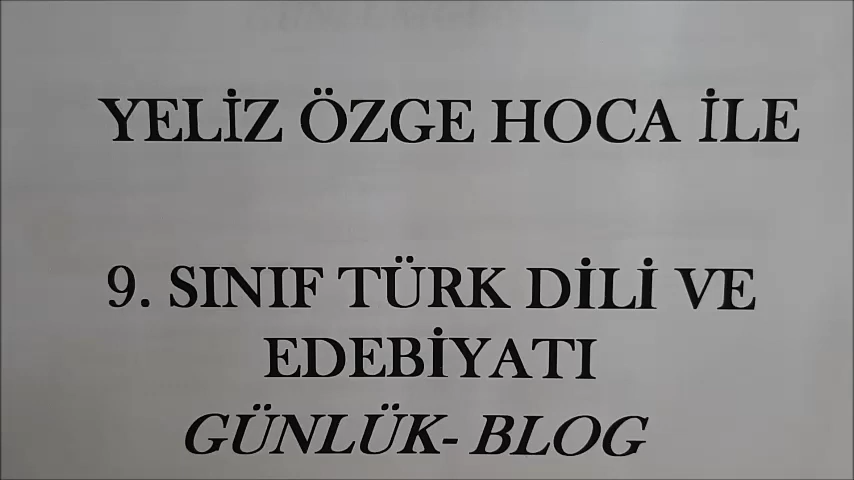 YELİZ ÖZGE HOCA İLE
9. SINIF TÜRK DİLİ VE
EDEBİYATI
GÜNLÜK- BLOG